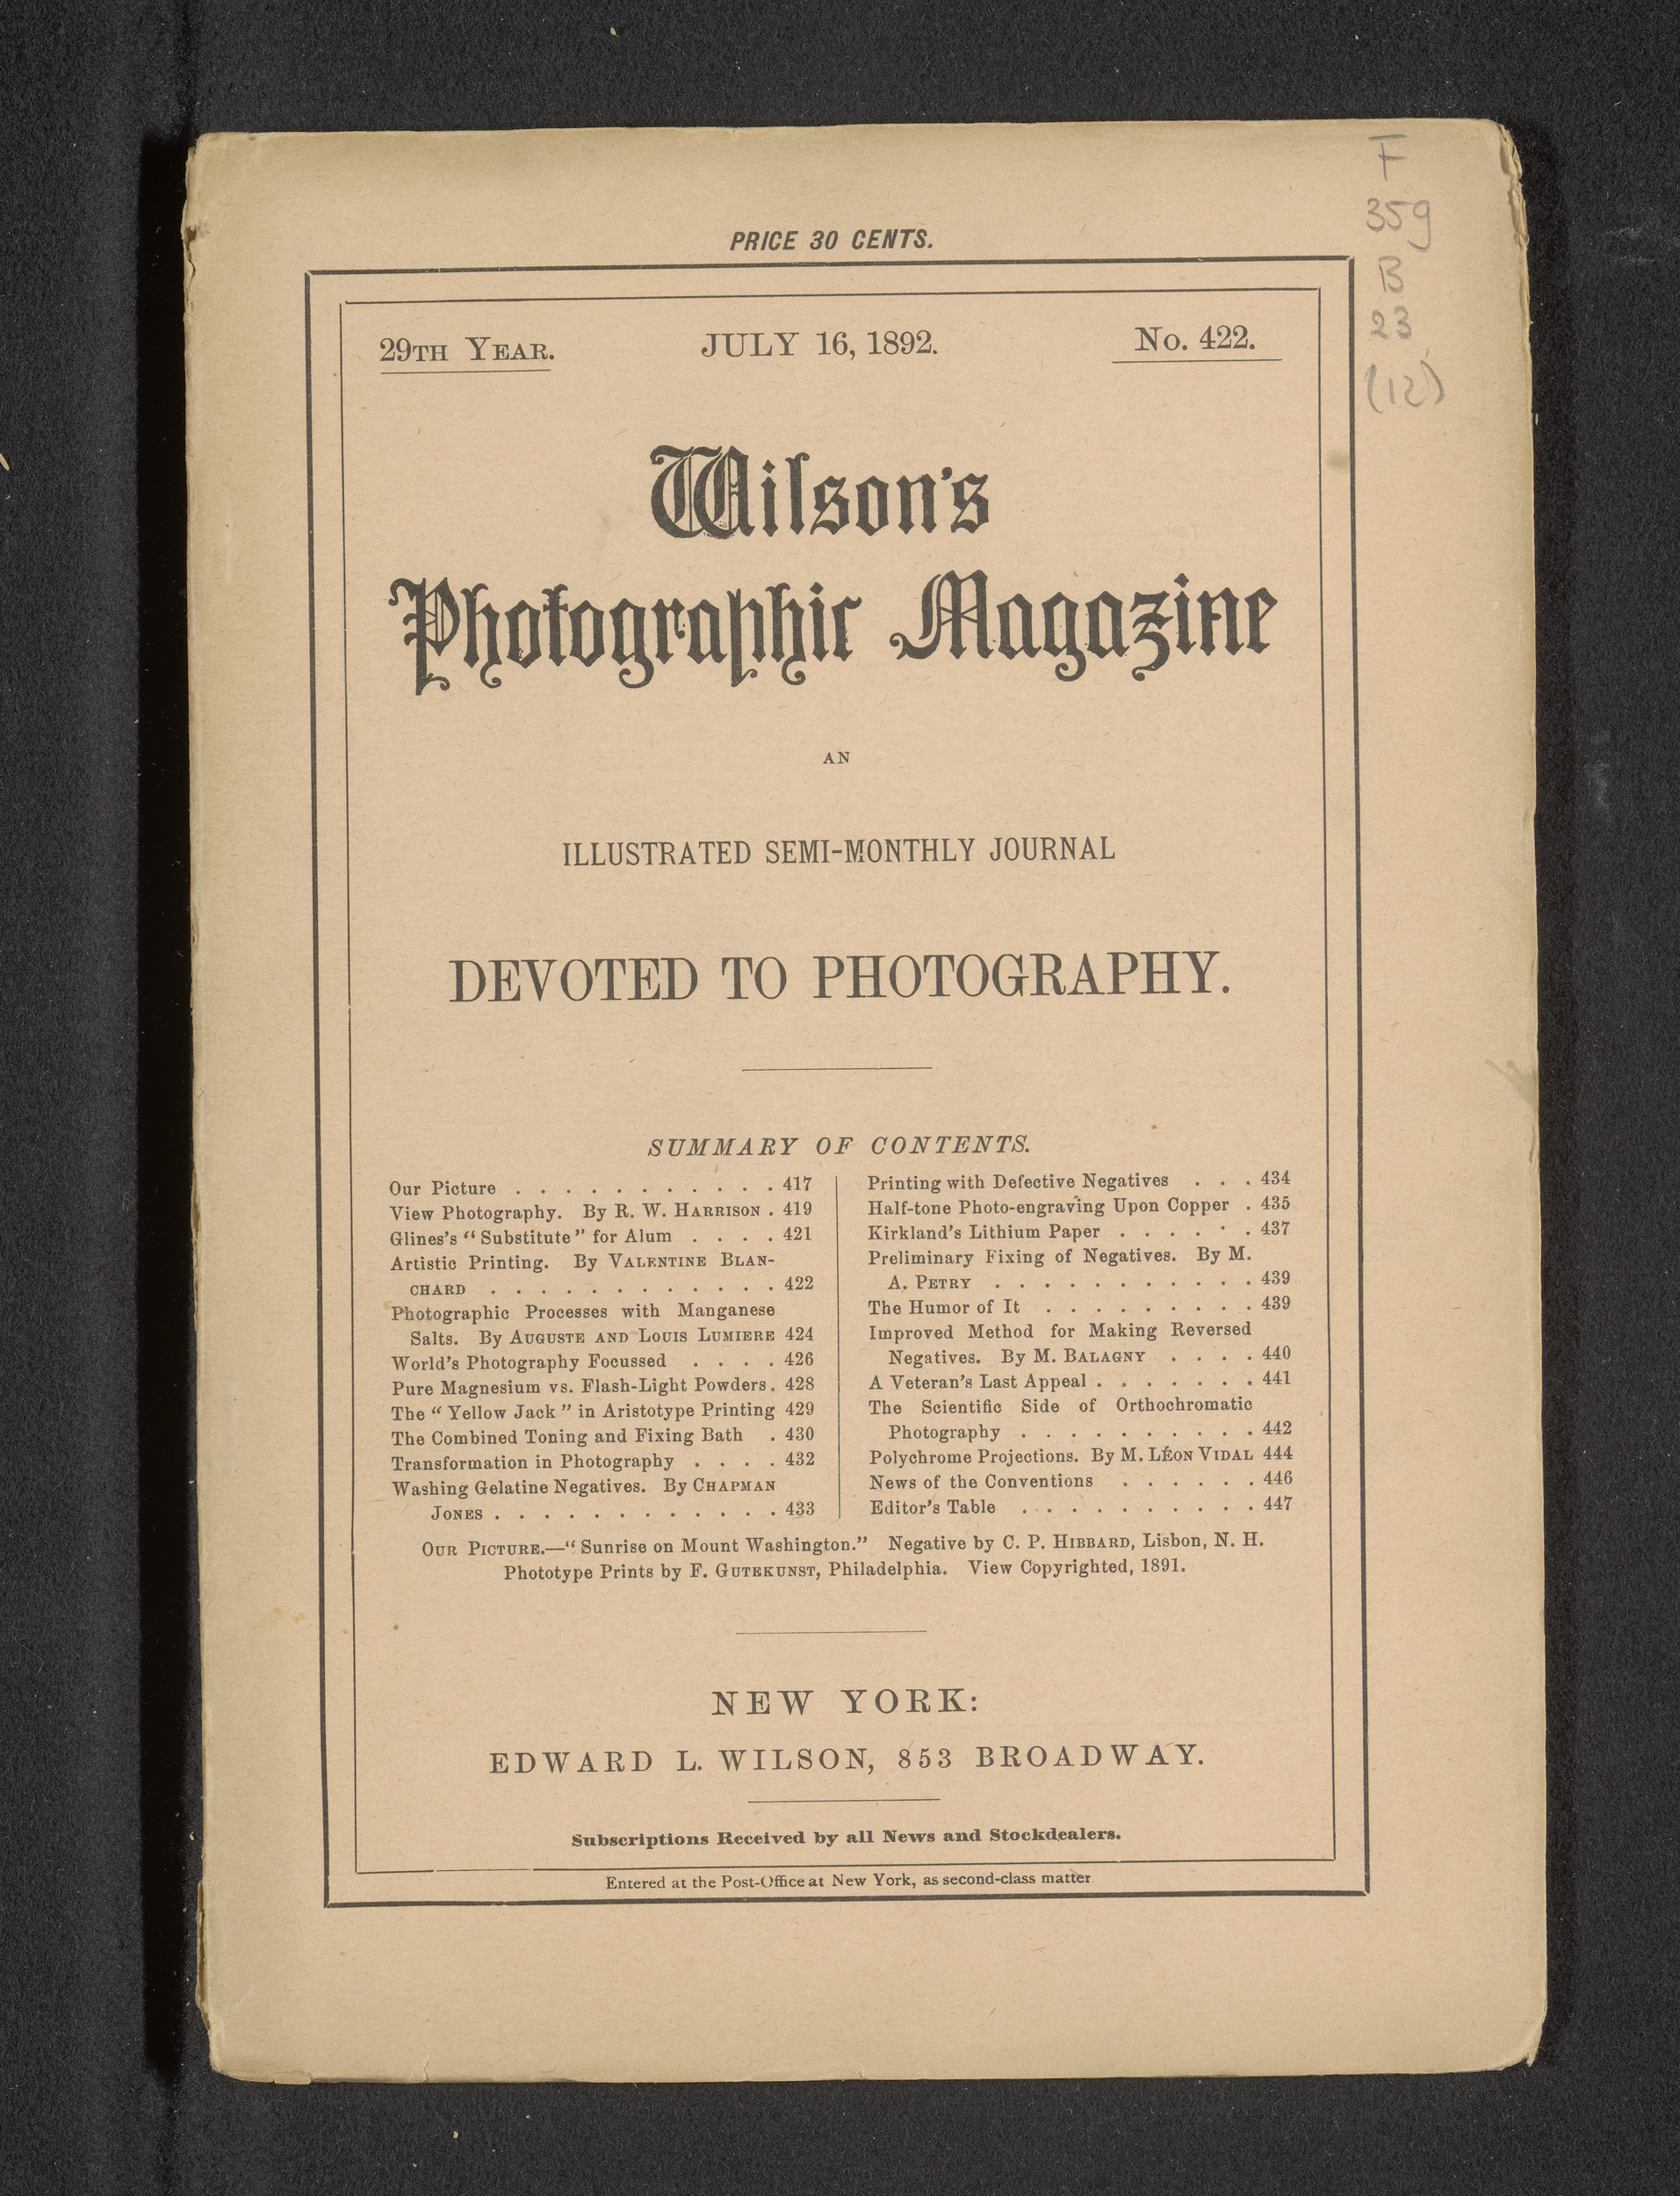 F
359
B
23
(12)
PRICE 30 CENTS.
29TH YEAR.
JULY 16, 1892.
No. 422.
Wilson's
Photographic Magazine
AN
ILLUSTRATED SEMI-MONTHLY JOURNAL
DEVOTED TO PHOTOGRAPHY.
SUMMARY OF CONTENTS.
Our Picture . . . . . . . . . . . 417
View Photography. By R. W. HARRISON . 419
Glines's "Substitute" for Alum . . . . 421
Artistic Printing. By VALENTINE BLAN-
CHARD . . . . . . . . . . . . 422
Photographic Processes with Manganese
Salts. By AUGUSTE AND LOUIS LUMIERE 424
World's Photography Focussed . . . . 426
Pure Magnesium vs. Flash-Light Powders . 428
The "Yellow Jack" in Aristotype Printing 429
The Combined Toning and Fixing Bath . 430
Transformation in Photography . . . . 432
Washing Gelatine Negatives. By CHAPMAN
JONES . . . . . . . . . . . . 433
Printing with Defective Negatives . . . 434
Half-tone Photo-engraving Upon Copper . 435
Kirkland's Lithium Paper . . . . . . 437
Preliminary Fixing of Negatives. By M.
A. PETRY . . . . . . . . . . . 439
The Humor of It . . . . . . . . . 439
Improved Method for Making Reversed
Negatives. By M. BALAGNY . . . . 440
A Veteran's Last Appeal . . . . . . . 441
The Scientific Side of Orthochromatic
Photography . . . . . . . . . . 442
Polychrome Projections. By M. LÉON VIDAL 444
News of the Conventions . . . . . . 446
Editor's Table . . . . . . . . . . 447
OUR PICTURE.—"Sunrise on Mount Washington." Negative by C. P. HIBBARD, Lisbon, N. H.
Phototype Prints by F. GUTEKUNST, Philadelphia. View Copyrighted, 1891.
NEW YORK:
EDWARD L. WILSON, 853 BROADWAY.
Subscriptions Received by all News and Stockdealers.
Entered at the Post-Office at New York, as second-class matter